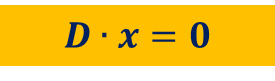 D · x = 0